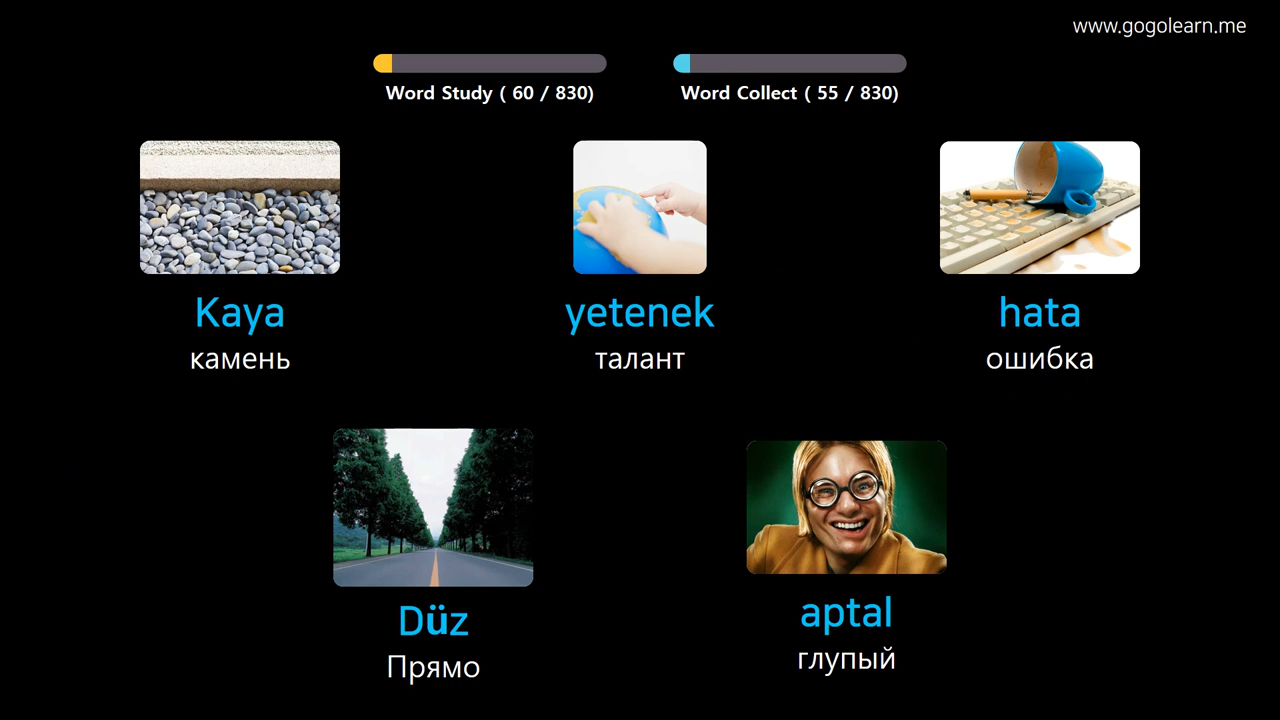 www.gogolearn.me
Word Study ( 60 / 830)
Word Collect ( 55 / 830)
Kaya
камень
yetenek
талант
hata
ошибка
Düz
Прямо
aptal
глупый